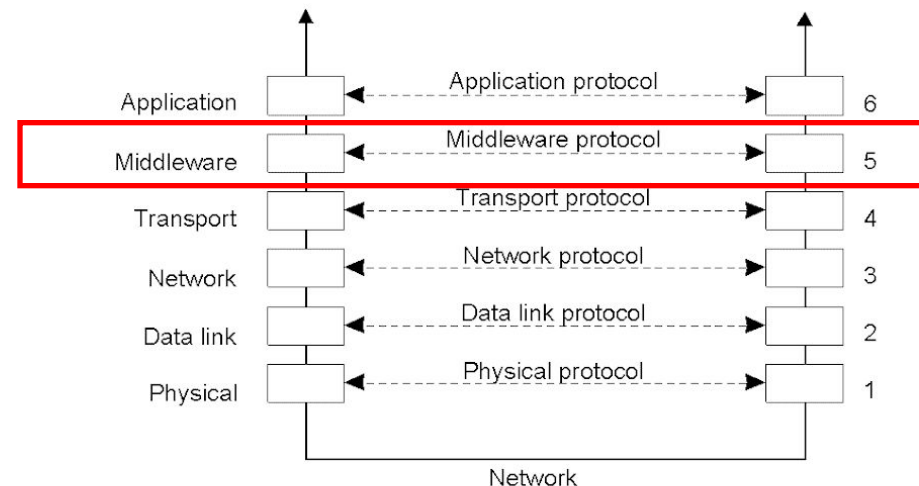 Application Application protocol 6
Middleware Middleware protocol 5
Transport Transport protocol 4
Network Network protocol 3
Data link Data link protocol 2
Physical Physical protocol 1
Network